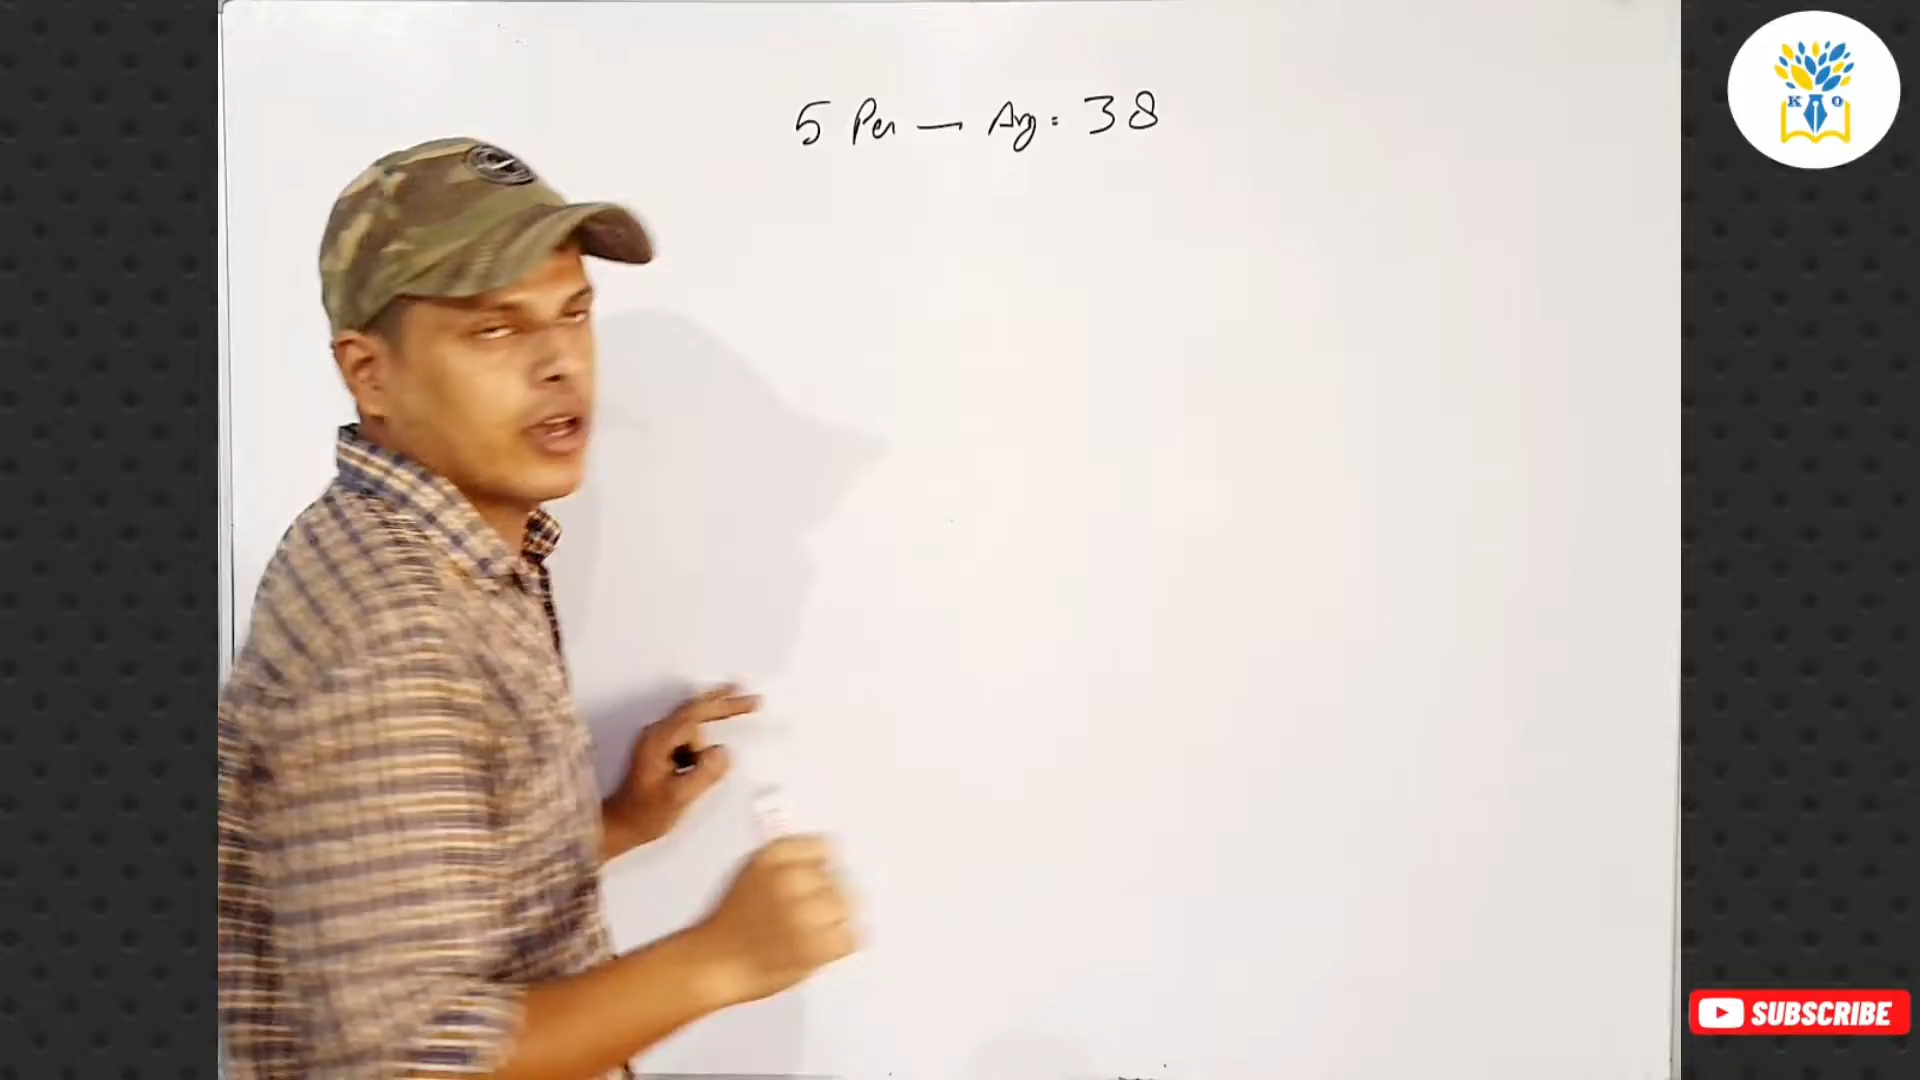 5 Per — Avg = 38
K O
SUBSCRIBE